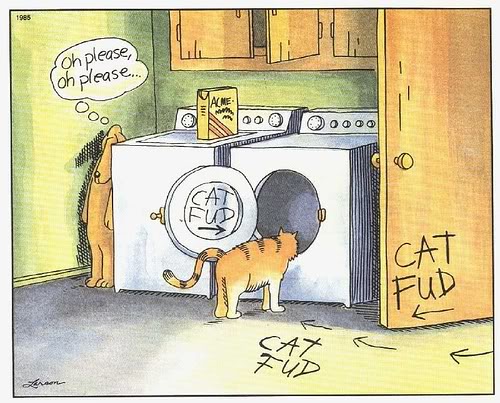 1985
Oh please,
oh please...
ACME
CAT
FUD
CAT
FUD
CAT
FUD
Larson